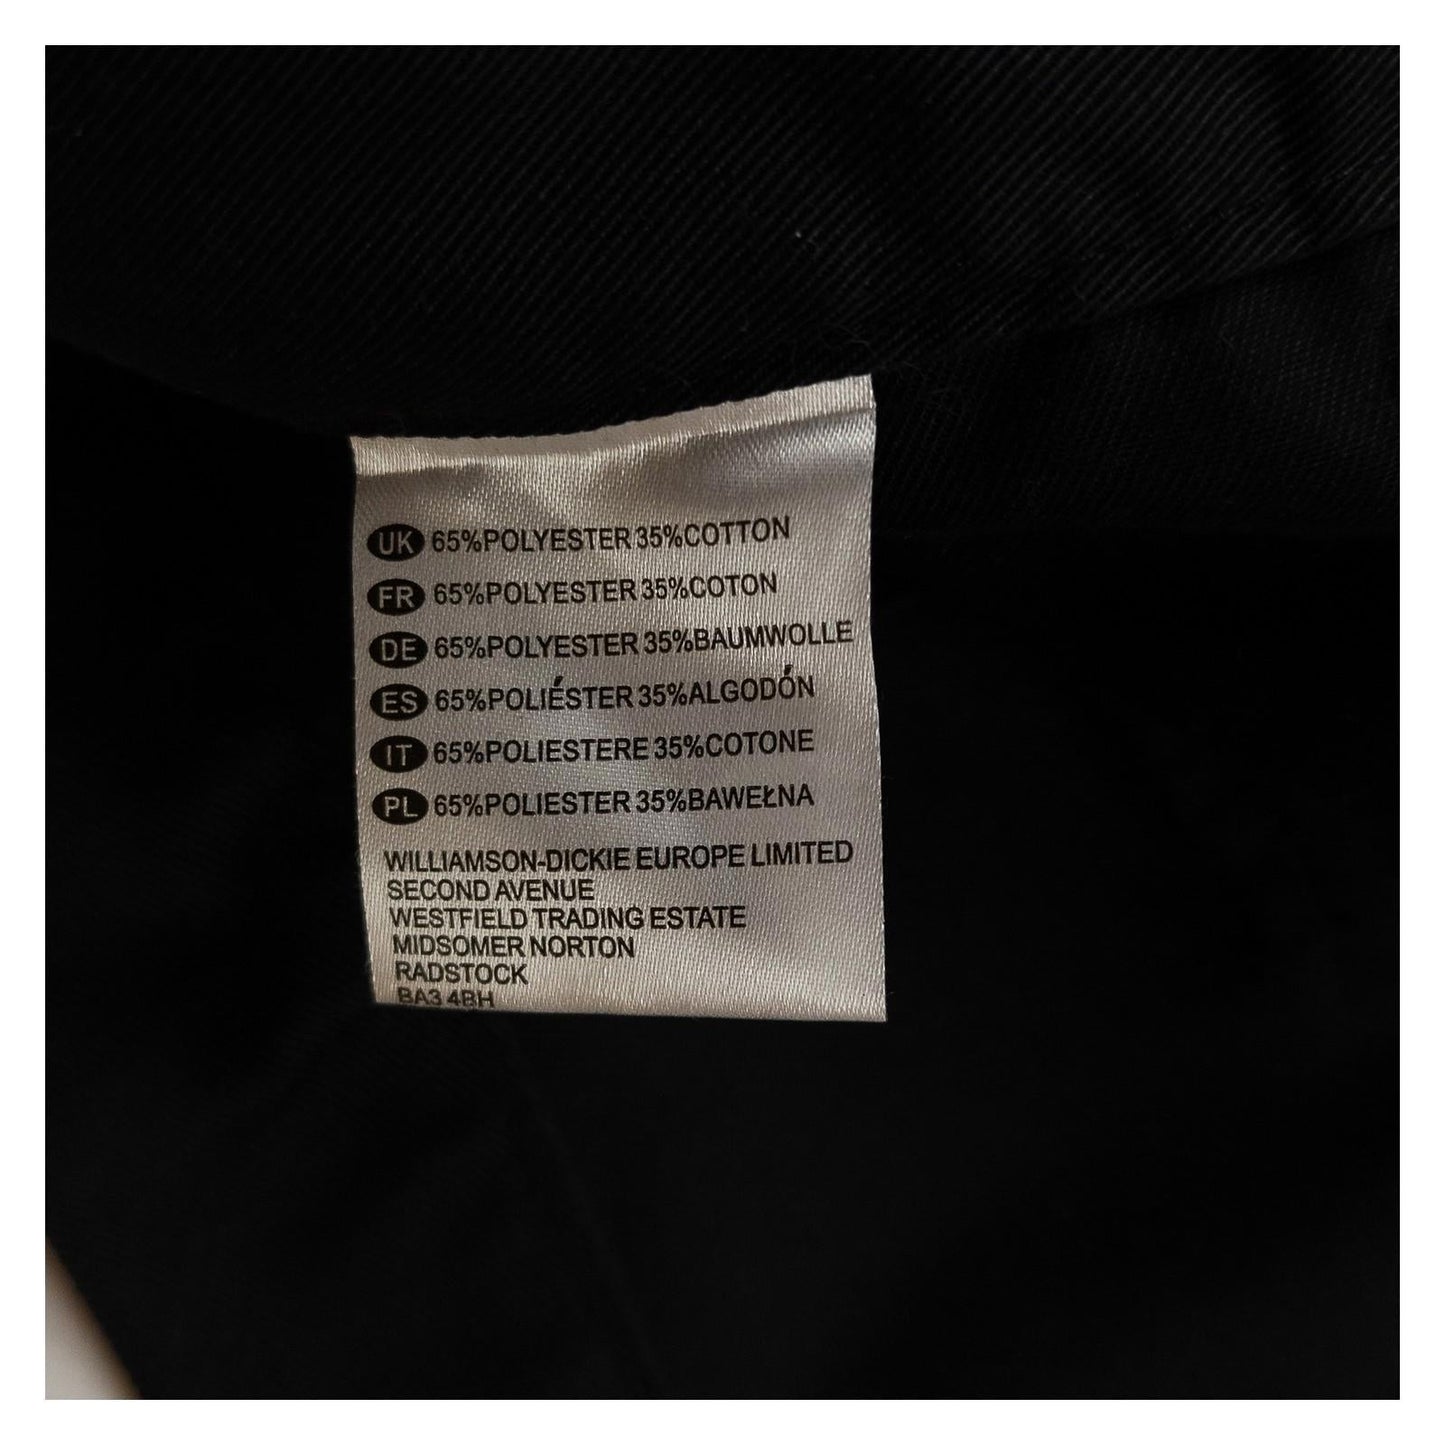 UK 65%POLYESTER 35%COTTON
FR 65%POLYESTER 35%COTON
DE 65%POLYESTER 35%BAUMWOLLE
ES 65%POLIÉSTER 35%ALGODÓN
IT 65%POLIESTERE 35%COTONE
PL 65%POLIESTER 35%BAWEŁNA
WILLIAMSON-DICKIE EUROPE LIMITED
SECOND AVENUE
WESTFIELD TRADING ESTATE
MIDSOMER NORTON
RADSTOCK
BA3 4BH